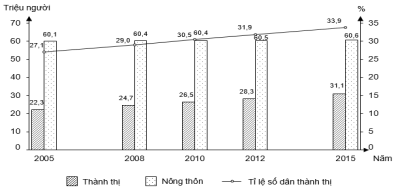 Triệu người %
70 35
60 30
50 25
40 20
30 15
20 10
10 5
0 0
27,1 29,0 30,5 31,9 33,9
60,1 60,4 60,4 60,5 60,6
22,3 24,7 26,5 28,3 31,1
2005 2008 2010 2012 2015 Năm
Thành thị Nông thôn Tỉ lệ số dân thành thị